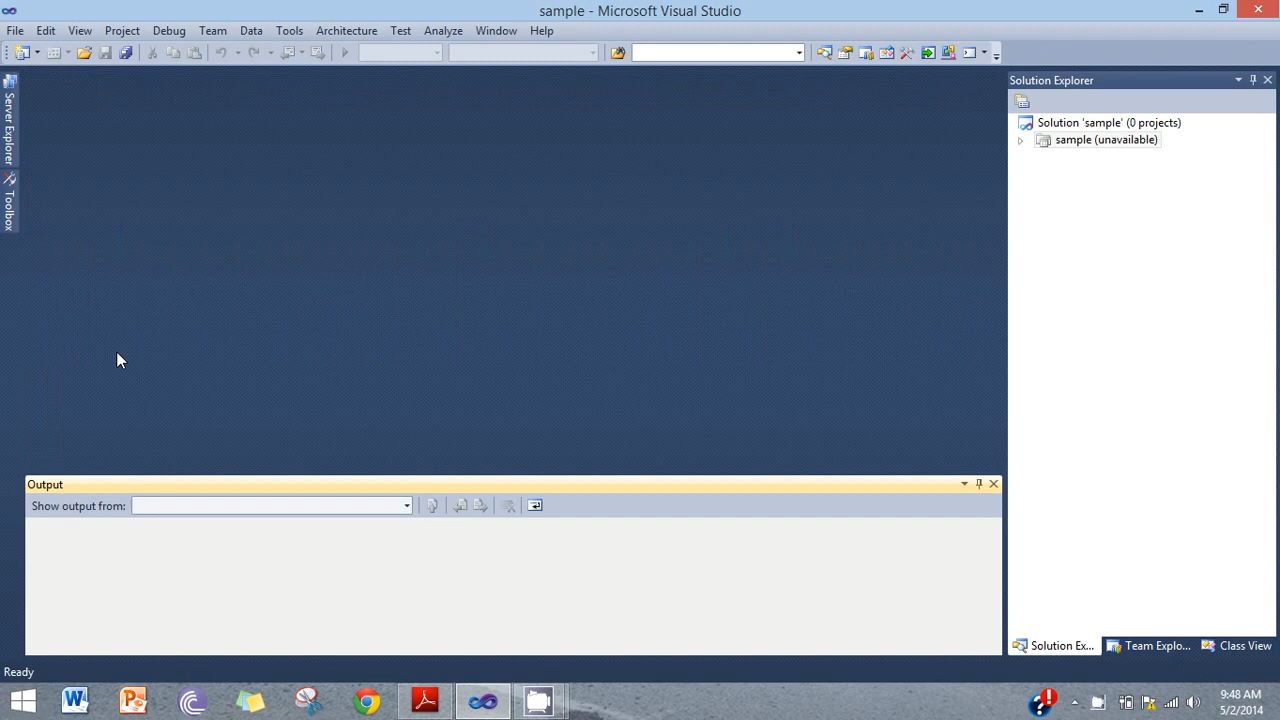 sample - Microsoft Visual Studio
File Edit View Project Debug Team Data Tools Architecture Test Analyze Window Help
Server Explorer
Toolbox
Solution Explorer
Solution 'sample' (0 projects)
sample (unavailable)
Output
Show output from:
Solution Ex... Team Explo... Class View
Ready
9:48 AM
5/2/2014